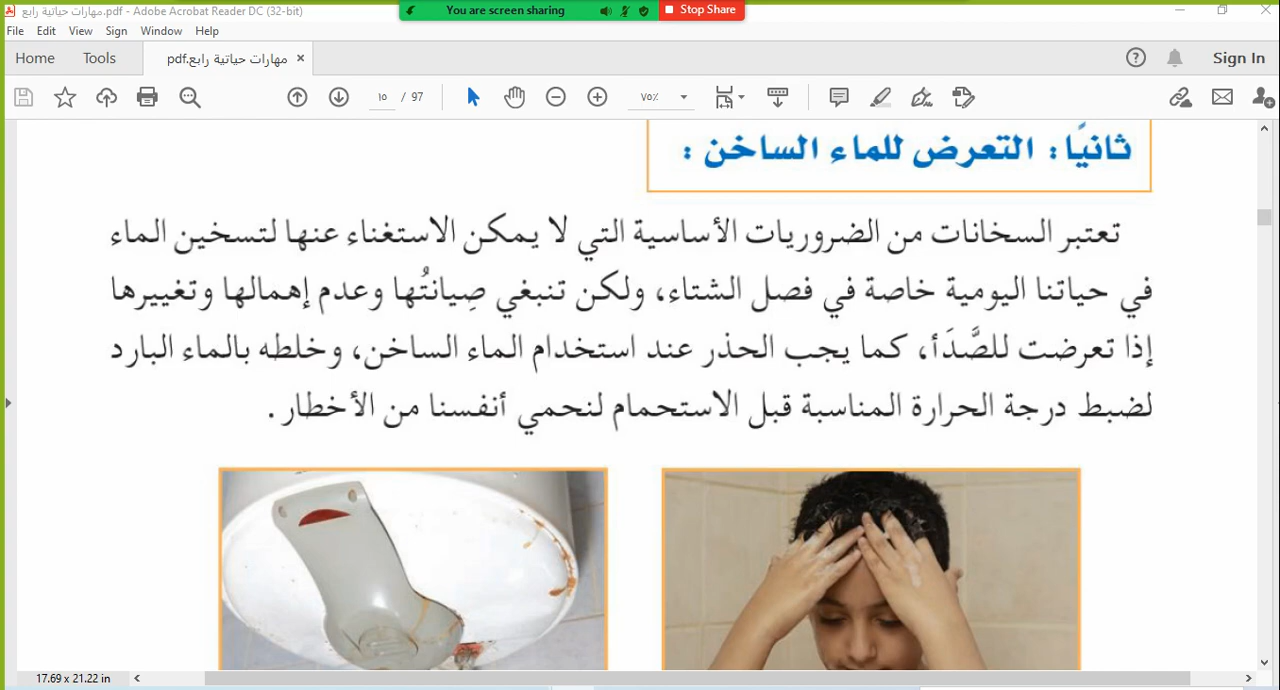 مهارات حياتية رابع.pdf - Adobe Acrobat Reader DC (32-bit)
You are screen sharing
Stop Share
File Edit View Sign Window Help
Home Tools مهارات حياتية رابع.pdf ×
Sign In
١٥ / 97
٧٥٪
ثانيًا: التعرض للماء الساخن :
تعتبر السخانات من الضروريات الأساسية التي لا يمكن الاستغناء عنها لتسخين الماء
في حياتنا اليومية خاصة في فصل الشتاء، ولكن تنبغي صِيانتُها وعدم إهمالها وتغييرها
إذا تعرضت للصَّدَأ، كما يجب الحذر عند استخدام الماء الساخن، وخلطه بالماء البارد
لضبط درجة الحرارة المناسبة قبل الاستحمام لنحمي أنفسنا من الأخطار .
17.69 x 21.22 in